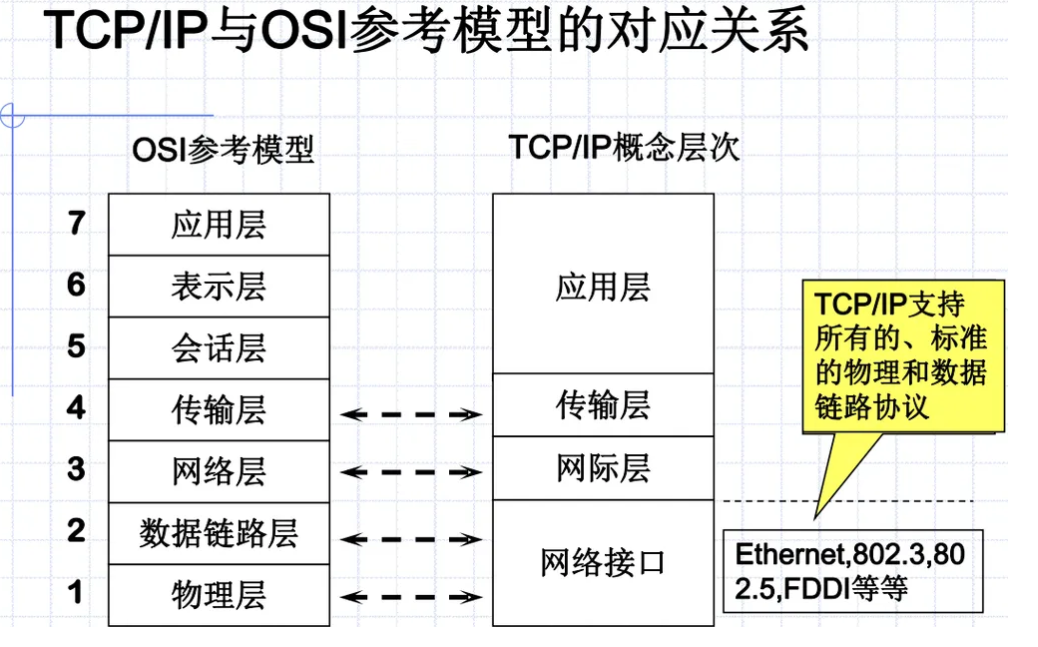 TCP/IP与OSI参考模型的对应关系
OSI参考模型
TCP/IP概念层次
7 应用层
6 表示层
5 会话层
4 传输层
3 网络层
2 数据链路层
1 物理层
应用层
传输层
网际层
网络接口
TCP/IP支持
所有的、标准
的物理和数据
链路协议
Ethernet,802.3,80
2.5,FDDI等等